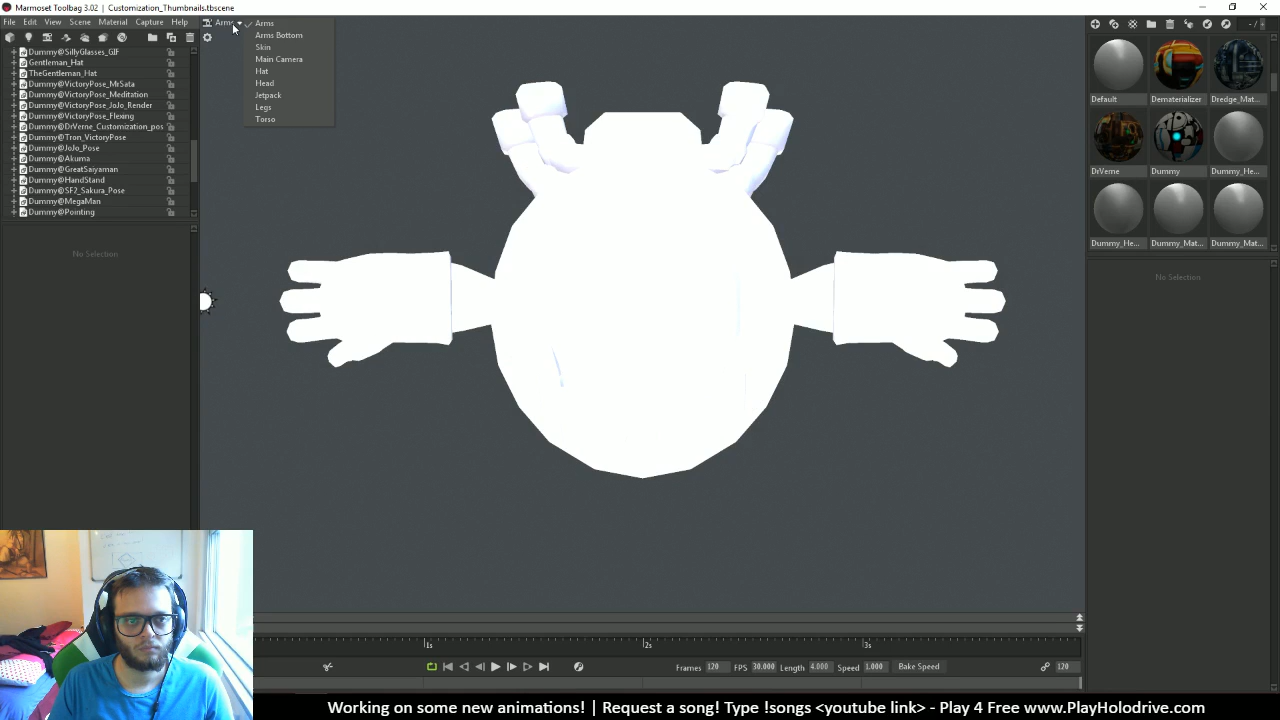 Marmoset Toolbag 3.02 | Customization_Thumbnails.tbscene
File Edit View Scene Material Capture Help
Arms
Arms
Arms Bottom
Skin
Main Camera
Hat
Head
Jetpack
Legs
Torso
Dummy@SillyGlasses_GIF
Gentleman_Hat
TheGentleman_Hat
Dummy@VictoryPose_MrSata
Dummy@VictoryPose_Meditation
Dummy@VictoryPose_JoJo_Render
Dummy@VictoryPose_Flexing
Dummy@DrVerne_Customization_pos
Dummy@Tron_VictoryPose
Dummy@JoJo_Pose
Dummy@Akuma
Dummy@GreatSaiyaman
Dummy@HandStand
Dummy@SF2_Sakura_Pose
Dummy@MegaMan
Dummy@Pointing
No Selection
-/
Default Dematerializer Dredge_Mat...
DrVerne Dummy Dummy_He...
Dummy_He... Dummy_Mat... Dummy_Mat...
No Selection
1s 2s 3s
Frames 120 FPS 30.000 Length 4.000 Speed 1.000 Bake Speed 120
Working on some new animations! | Request a song! Type !songs <youtube link> - Play 4 Free www.PlayHolodrive.com